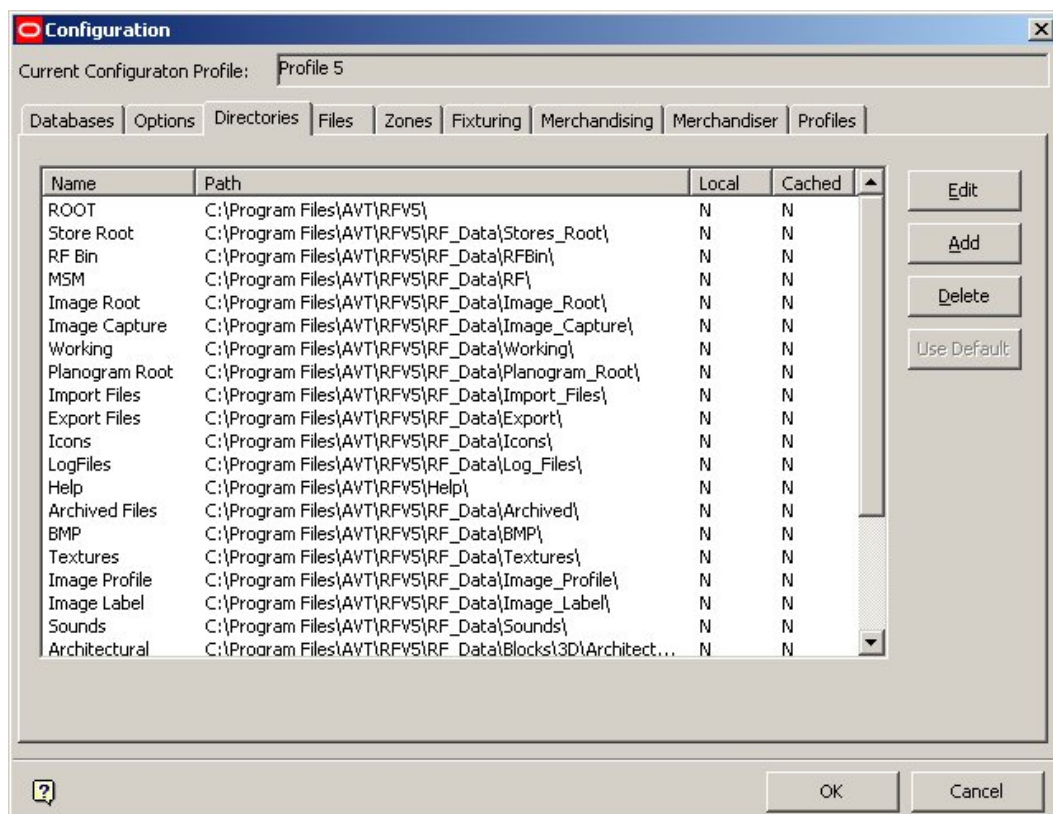 Configuration
Current Configuraton Profile: Profile 5
Databases Options Directories Files Zones Fixturing Merchandising Merchandiser Profiles
Name Path Local Cached
ROOT C:\Program Files\AVT\RFV5\ N N
Store Root C:\Program Files\AVT\RFV5\RF_Data\Stores_Root\ N N
RF Bin C:\Program Files\AVT\RFV5\RF_Data\RFBin\ N N
MSM C:\Program Files\AVT\RFV5\RF_Data\RF\ N N
Image Root C:\Program Files\AVT\RFV5\RF_Data\Image_Root\ N N
Image Capture C:\Program Files\AVT\RFV5\RF_Data\Image_Capture\ N N
Working C:\Program Files\AVT\RFV5\RF_Data\Working\ N N
Planogram Root C:\Program Files\AVT\RFV5\RF_Data\Planogram_Root\ N N
Import Files C:\Program Files\AVT\RFV5\RF_Data\Import_Files\ N N
Export Files C:\Program Files\AVT\RFV5\RF_Data\Export\ N N
Icons C:\Program Files\AVT\RFV5\RF_Data\Icons\ N N
LogFiles C:\Program Files\AVT\RFV5\RF_Data\Log_Files\ N N
Help C:\Program Files\AVT\RFV5\Help\ N N
Archived Files C:\Program Files\AVT\RFV5\RF_Data\Archived\ N N
BMP C:\Program Files\AVT\RFV5\RF_Data\BMP\ N N
Textures C:\Program Files\AVT\RFV5\RF_Data\Textures\ N N
Image Profile C:\Program Files\AVT\RFV5\RF_Data\Image_Profile\ N N
Image Label C:\Program Files\AVT\RFV5\RF_Data\Image_Label\ N N
Sounds C:\Program Files\AVT\RFV5\RF_Data\Sounds\ N N
Architectural C:\Program Files\AVT\RFV5\RF_Data\Blocks\3D\Architect... N N
Edit
Add
Delete
Use Default
OK Cancel